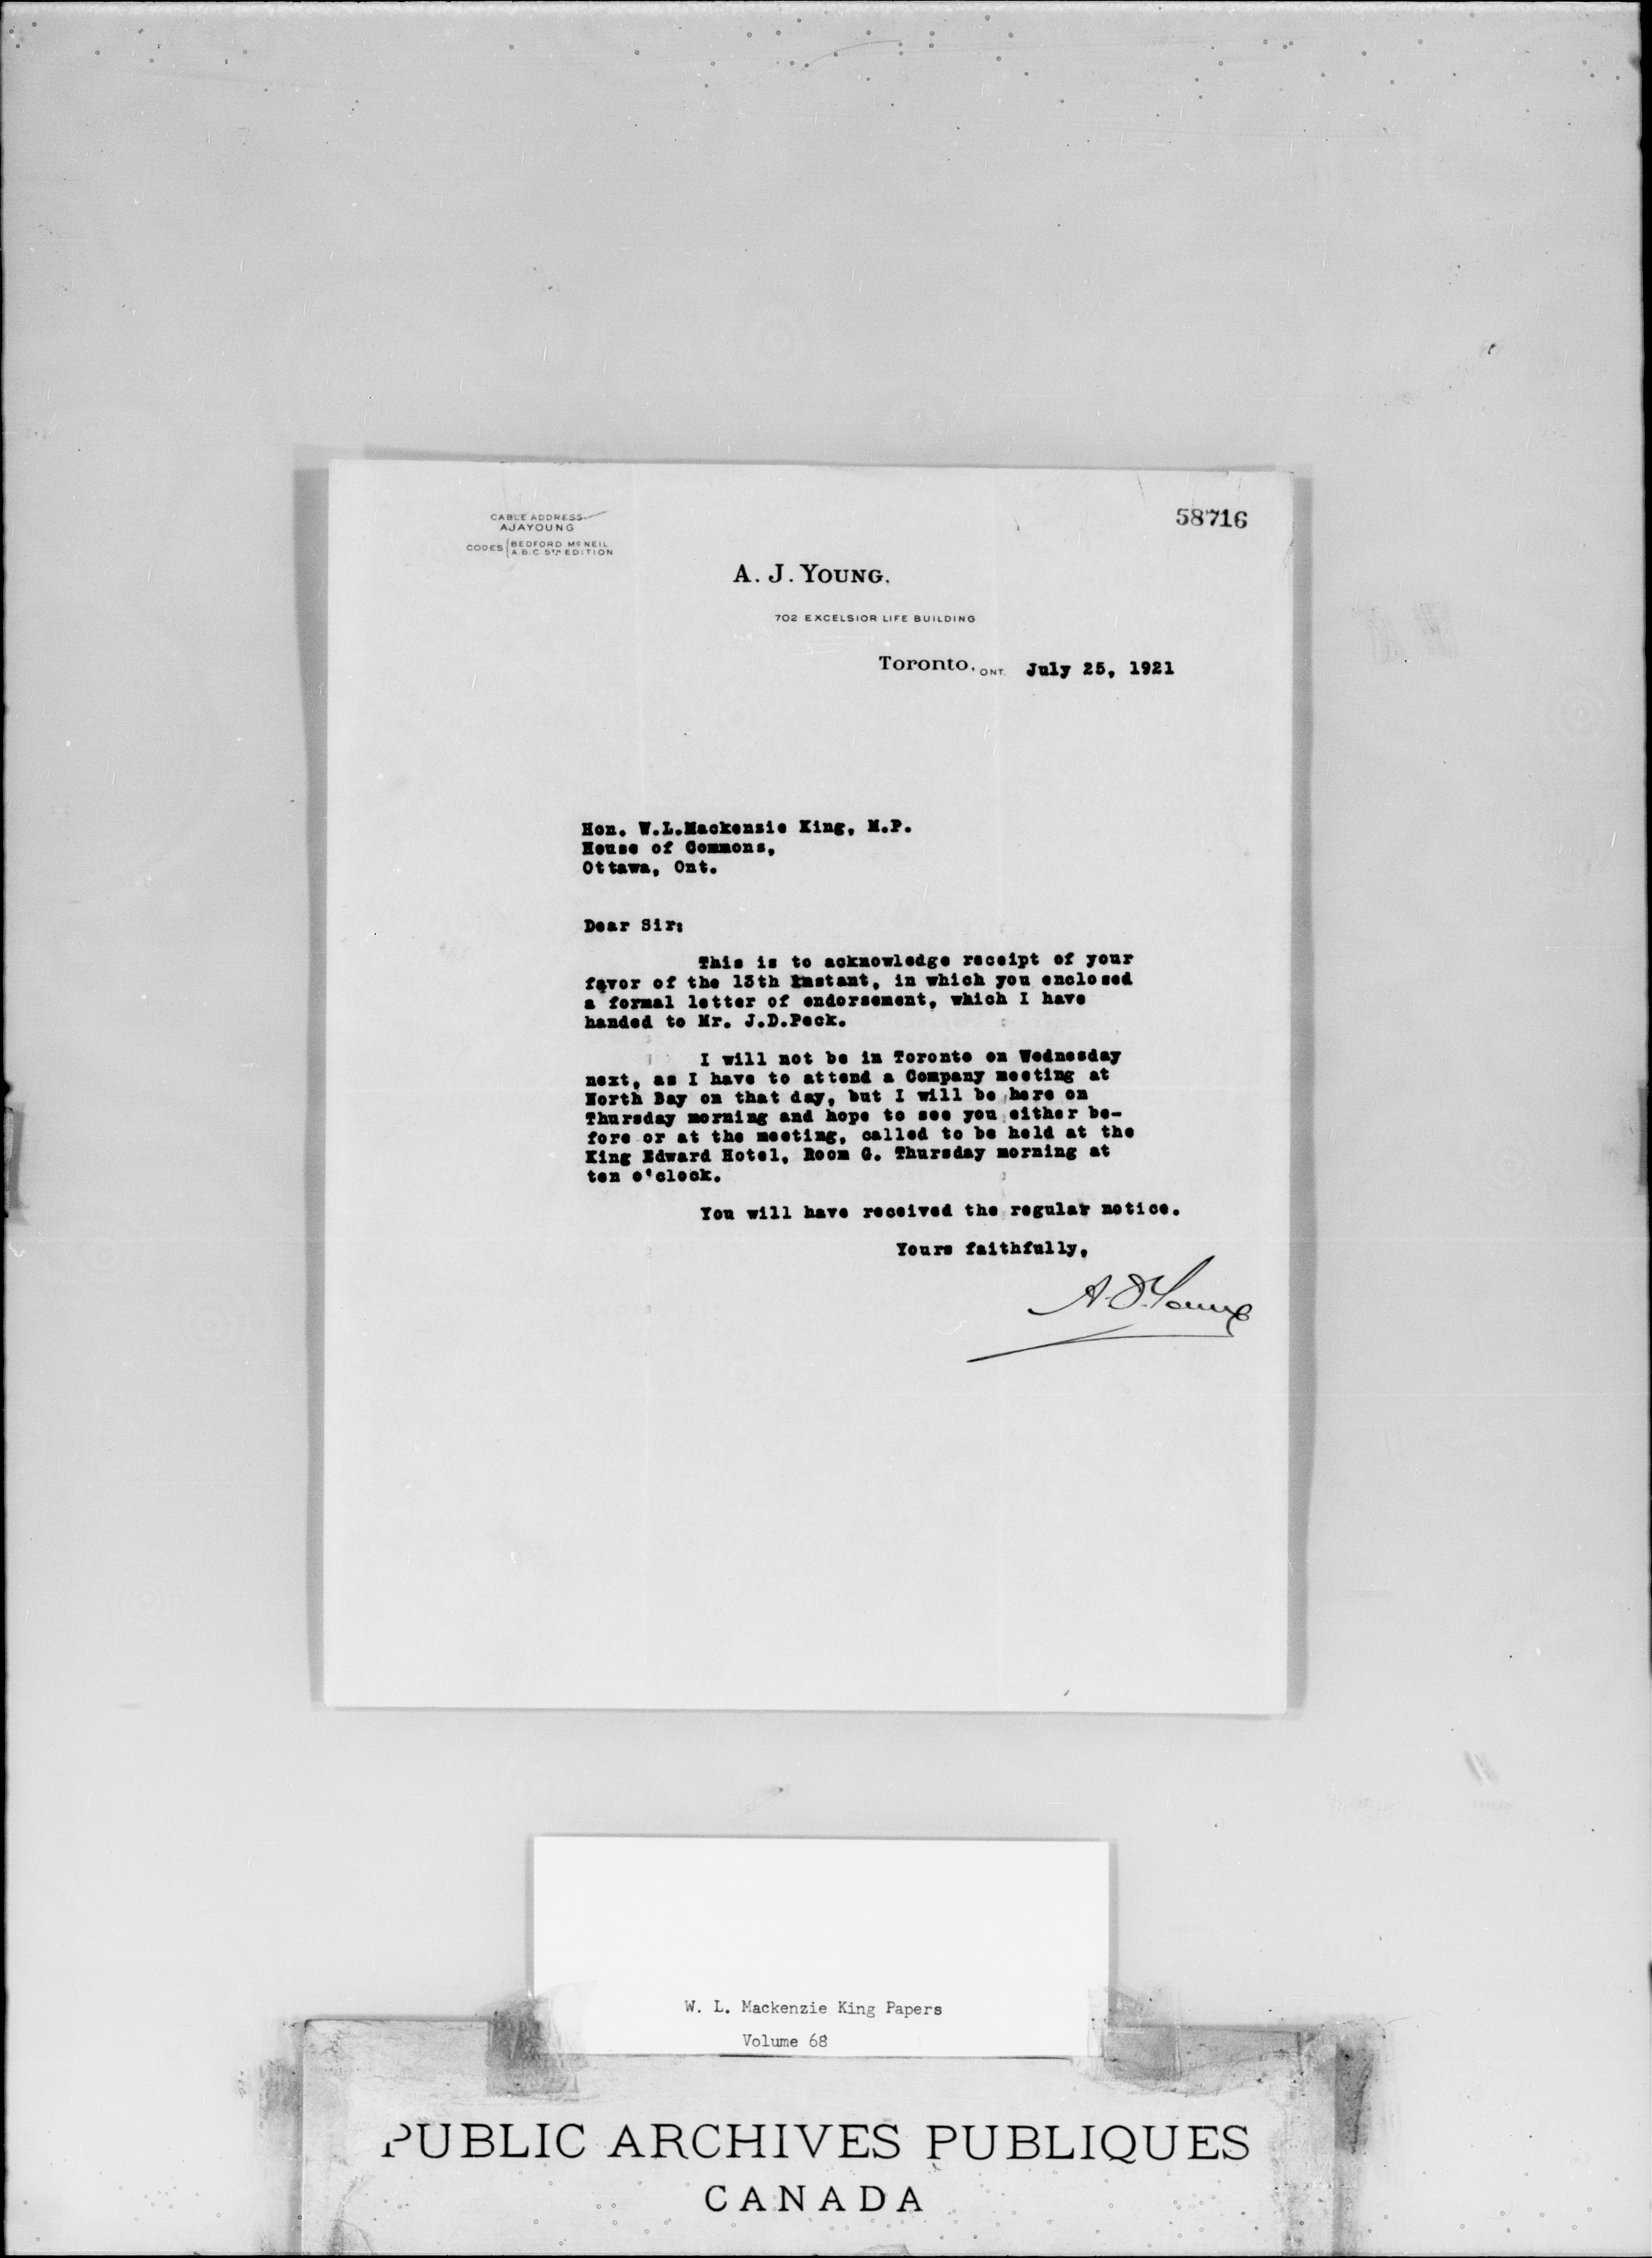 CABLE ADDRESS
AJAYOUNG
CODES { BEDFORD McNEIL
A.B.C. 5TH EDITION
58716
A. J. YOUNG.
702 EXCELSIOR LIFE BUILDING
Toronto, ONT. July 25, 1921
Hon. W.L.Mackenzie King, M.P.
House of Commons,
Ottawa, Ont.
Dear Sir:
This is to acknowledge receipt of your
favor of the 15th instant, in which you enclosed
a formal letter of endorsement, which I have
handed to Mr. J.D.Peck.
I will not be in Toronto on Wednesday
next, as I have to attend a Company meeting at
North Bay on that day, but I will be here on
Thursday morning and hope to see you either be-
fore or at the meeting, called to be held at the
King Edward Hotel, Room G. Thursday morning at
ten o'clock.
You will have received the regular notice.
Yours faithfully,
A. J. Young
W. L. Mackenzie King Papers
Volume 68
PUBLIC ARCHIVES PUBLIQUES
CANADA